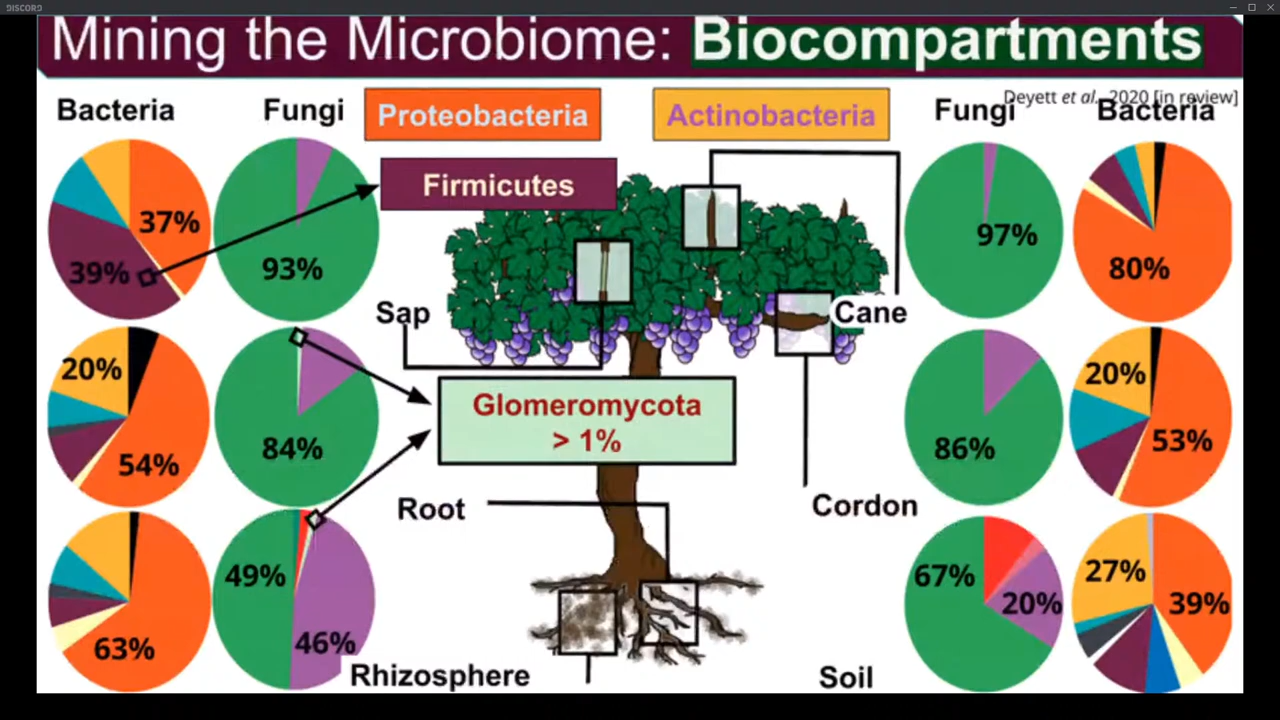 DISCORD
Mining the Microbiome: Biocompartments
Deyett et al., 2020 [in review]
Bacteria
Fungi
Proteobacteria
Actinobacteria
Fungi
Bacteria
Firmicutes
37%
39%
93%
97%
80%
Sap
Cane
20%
54%
84%
Glomeromycota
> 1%
86%
20%
53%
Root
Cordon
49%
46%
63%
67%
20%
27%
39%
Rhizosphere
Soil